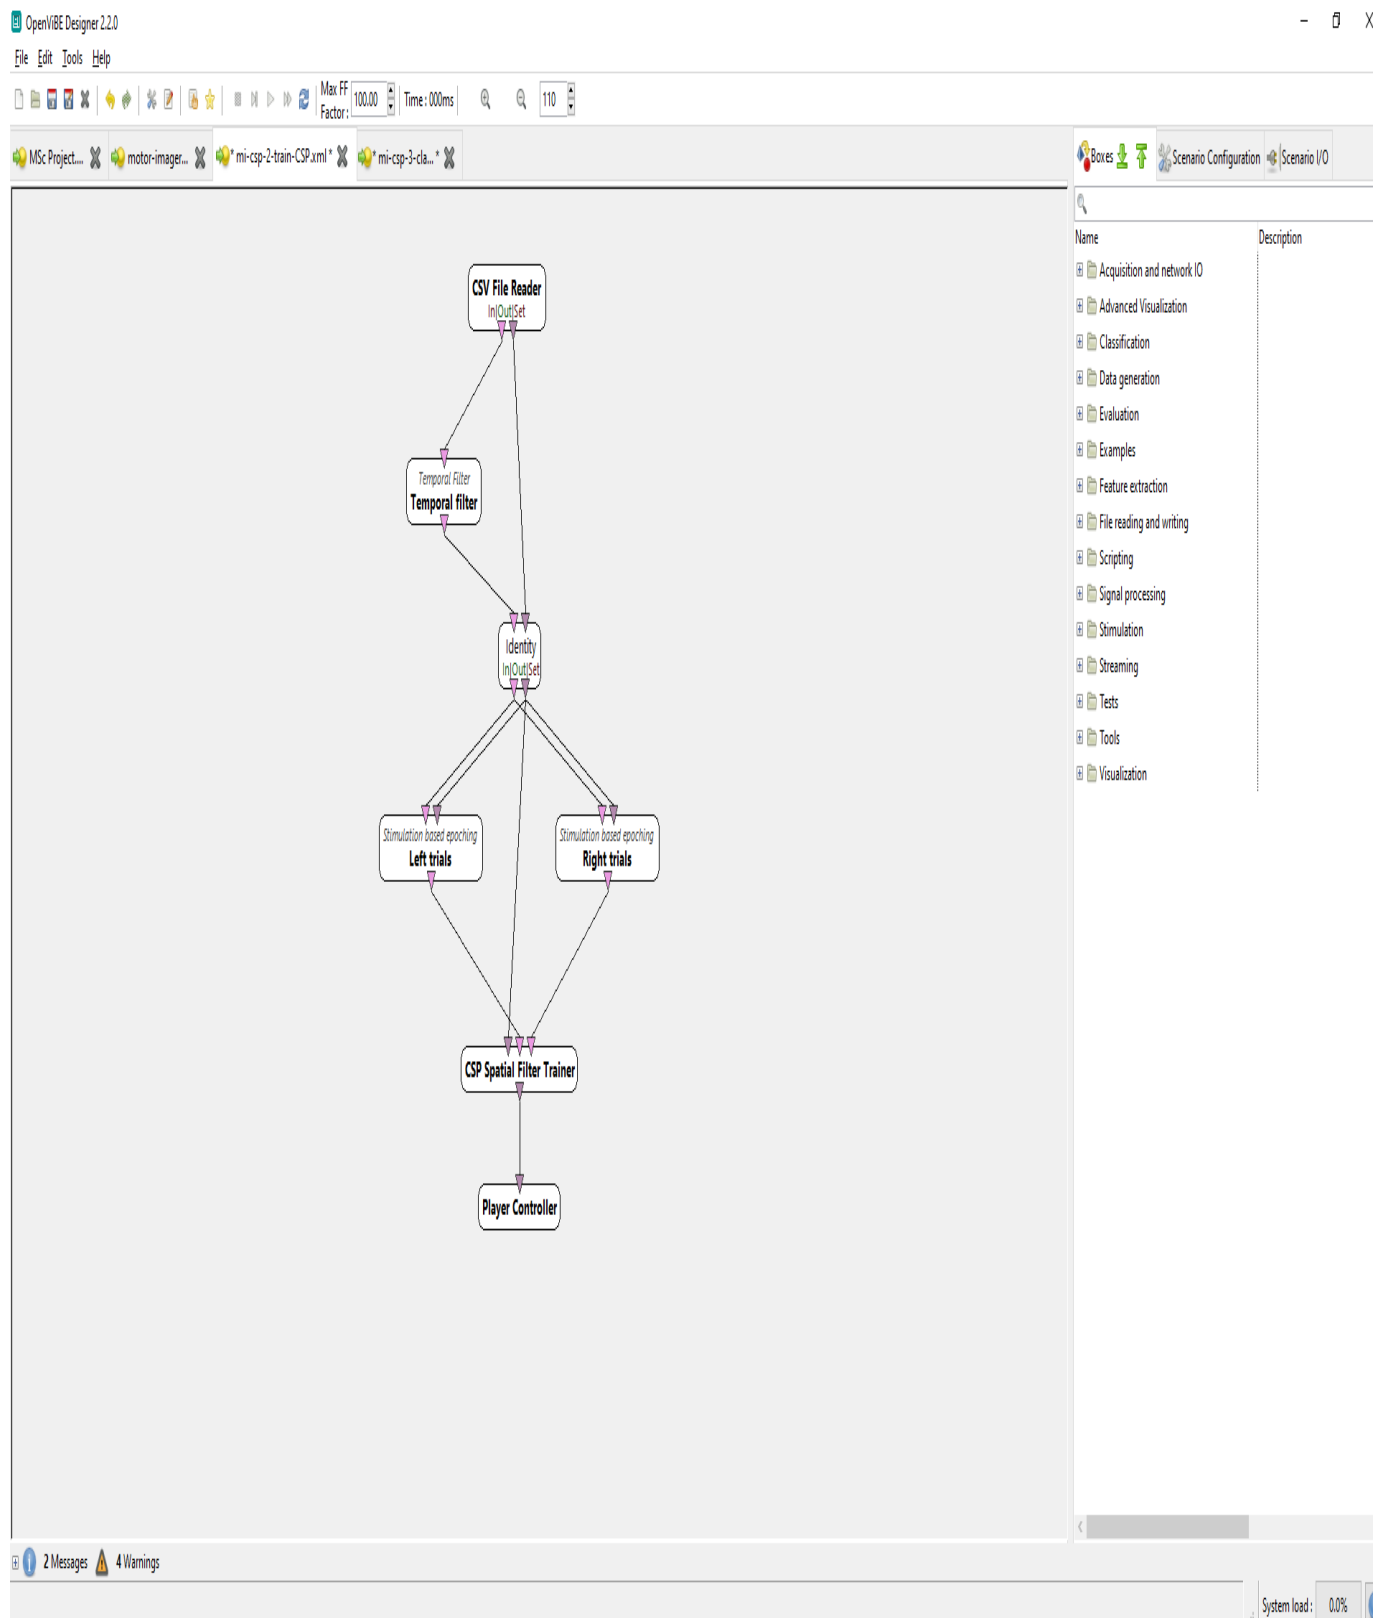 OpenViBE Designer 2.2.0
File Edit Tools Help
Max FF
Factor:
100.00
Time : 000ms
110
MSc Project....
motor-imager...
* mi-csp-2-train-CSP.xml *
* mi-csp-3-cla... *
Boxes
Scenario Configuration
Scenario I/O
Name
Description
Acquisition and network IO
Advanced Visualization
Classification
Data generation
Evaluation
Examples
Feature extraction
File reading and writing
Scripting
Signal processing
Stimulation
Streaming
Tests
Tools
Visualization
CSV File Reader
In|Out|Set
Temporal Filter
Temporal filter
Identity
In|Out|Set
Stimulation based epoching
Left trials
Stimulation based epoching
Right trials
CSP Spatial Filter Trainer
Player Controller
2 Messages
4 Warnings
System load :
0.0%